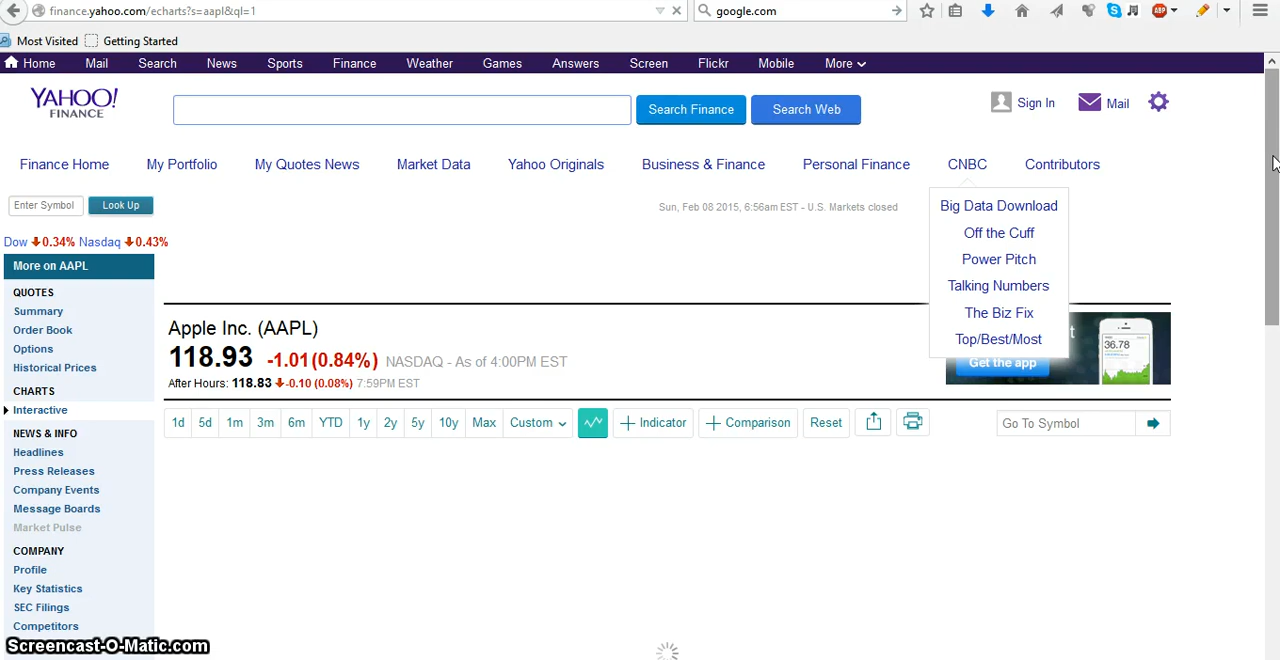 finance.yahoo.com/echarts?s=aapl&ql=1
google.com
ABP
Most Visited Getting Started
Home Mail Search News Sports Finance Weather Games Answers Screen Flickr Mobile More
YAHOO!
FINANCE
Search Finance Search Web
Sign In Mail
Finance Home My Portfolio My Quotes News Market Data Yahoo Originals Business & Finance Personal Finance CNBC Contributors
Enter Symbol Look Up
Sun, Feb 08 2015, 6:56am EST - U.S. Markets closed
Big Data Download
Off the Cuff
Power Pitch
Talking Numbers
The Biz Fix
Top/Best/Most
Dow 0.34% Nasdaq 0.43%
More on AAPL
QUOTES
Summary
Order Book
Options
Historical Prices
CHARTS
Interactive
NEWS & INFO
Headlines
Press Releases
Company Events
Message Boards
Market Pulse
COMPANY
Profile
Key Statistics
SEC Filings
Competitors
Apple Inc. (AAPL)
118.93 -1.01(0.84%) NASDAQ - As of 4:00PM EST
After Hours: 118.83 -0.10 (0.08%) 7:59PM EST
36.78
Get the app
1d 5d 1m 3m 6m YTD 1y 2y 5y 10y Max Custom Indicator Comparison Reset
Go To Symbol
Screencast-O-Matic.com